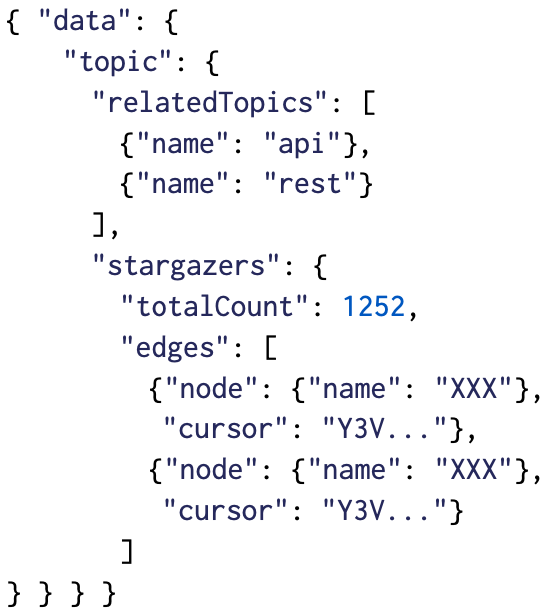 { "data": {
"topic": {
"relatedTopics": [
{"name": "api"},
{"name": "rest"}
],
"stargazers": {
"totalCount": 1252,
"edges": [
{"node": {"name": "XXX"},
"cursor": "Y3V..."},
{"node": {"name": "XXX"},
"cursor": "Y3V..."}
]
} } } }